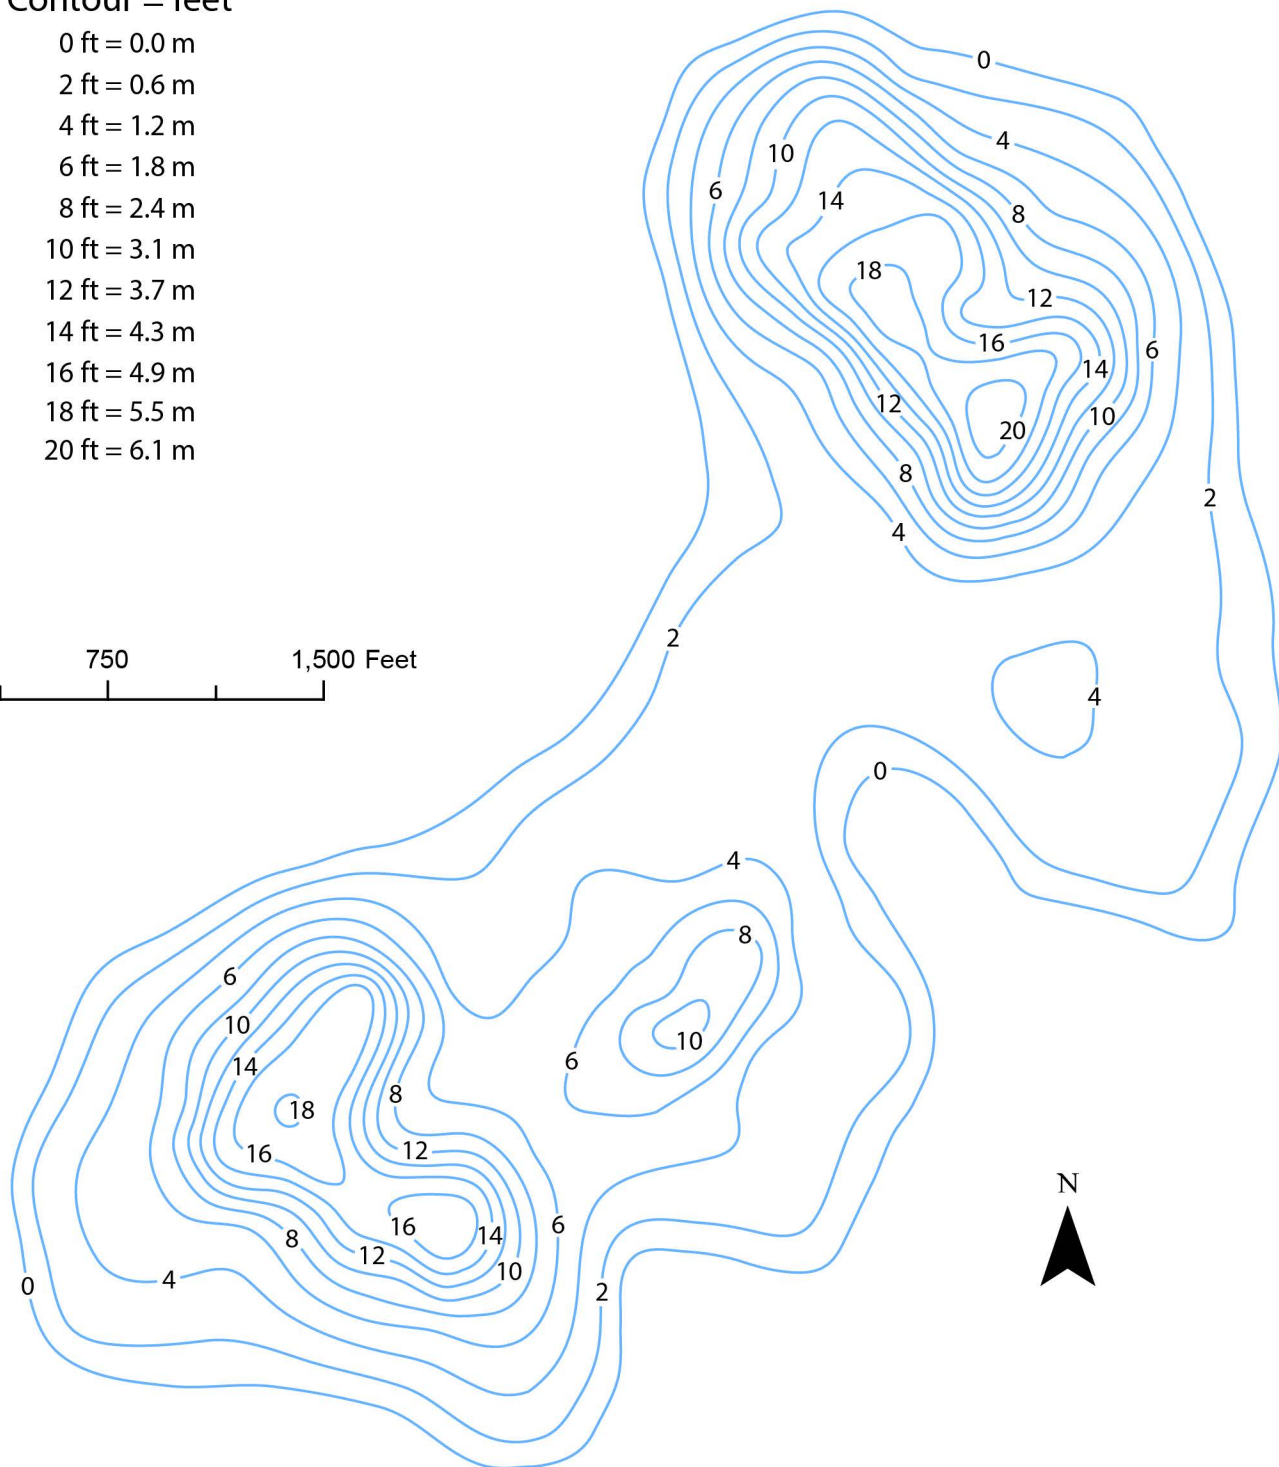 Contour = feet
0 ft = 0.0 m
2 ft = 0.6 m
4 ft = 1.2 m
6 ft = 1.8 m
8 ft = 2.4 m
10 ft = 3.1 m
12 ft = 3.7 m
14 ft = 4.3 m
16 ft = 4.9 m
18 ft = 5.5 m
20 ft = 6.1 m
0
4
10
6
14
8
18
12
16
6
14
12
10
20
8
2
4
2
750 1,500 Feet
4
0
4
8
6
10
10
6
14
8
18
12
16
N
16
6
14
8
12
10
4
0
2